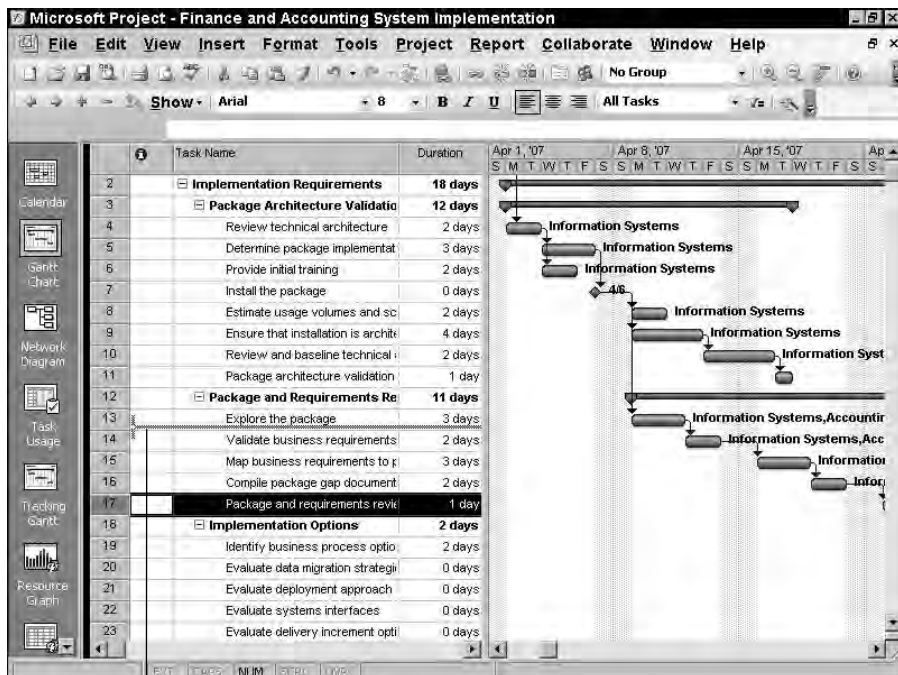 Microsoft Project - Finance and Accounting System Implementation
File Edit View Insert Format Tools Project Report Collaborate Window Help
No Group
Show Arial 8 B I U All Tasks
Task Name Duration Apr 1, '07 Apr 8, '07 Apr 15, '07 Ap
S M T W T F S S M T W T F S S M T W T F S S
2 Implementation Requirements 18 days
3 Package Architecture Validatio 12 days
4 Review technical architecture 2 days Information Systems
5 Determine package implementat 3 days Information Systems
6 Provide initial training 2 days Information Systems
7 Install the package 0 days 4/6
8 Estimate usage volumes and sc 2 days Information Systems
9 Ensure that installation is archite 4 days Information Systems
10 Review and baseline technical 2 days Information Syst
11 Package architecture validation 1 day
12 Package and Requirements Re 11 days
13 Explore the package 3 days Information Systems,Accountin
14 Validate business requirements 2 days Information Systems,Acc
15 Map business requirements to p 3 days Information
16 Compile package gap document 2 days Infor
17 Package and requirements revie 1 day
18 Implementation Options 2 days
19 Identify business process optio 2 days
20 Evaluate data migration strategi 0 days
21 Evaluate deployment approach 0 days
22 Evaluate systems interfaces 0 days
23 Evaluate delivery increment opti 0 days
Calendar
Gantt Chart
Network Diagram
Task Usage
Tracking Gantt
Resource Graph
EXT CAPS NUM SCRL OVR